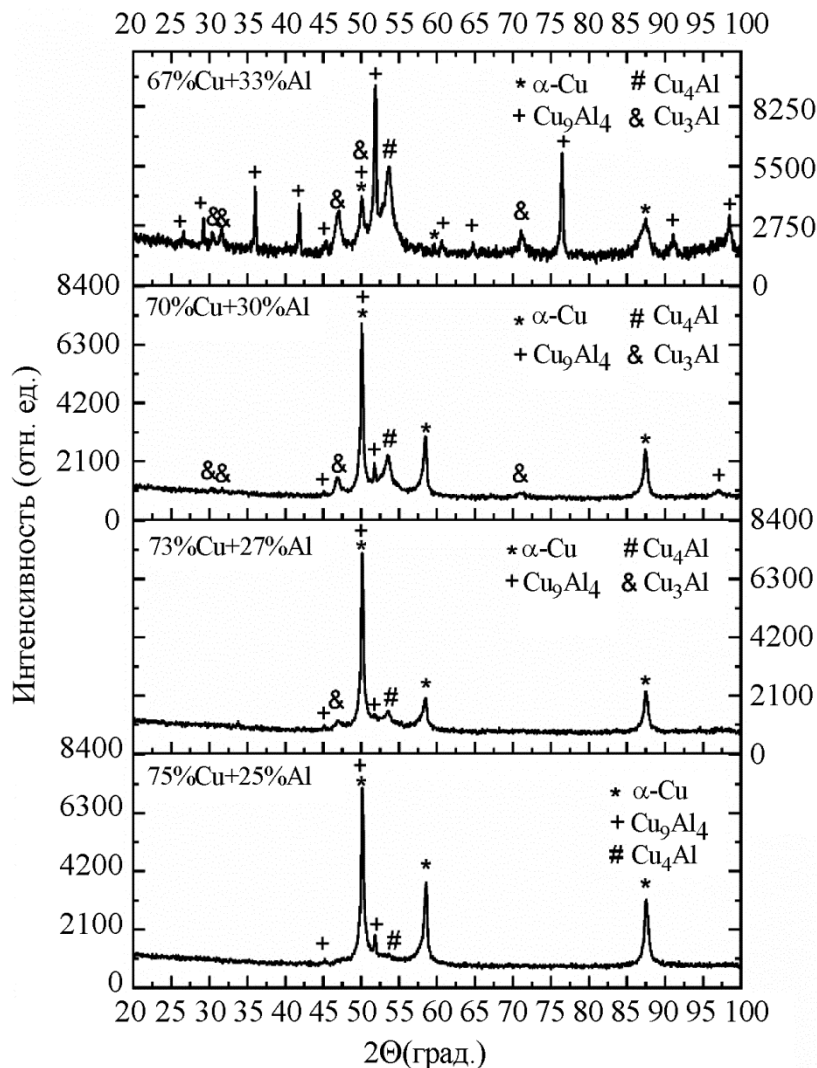 20 25 30 35 40 45 50 55 60 65 70 75 80 85 90 95 100
67%Cu+33%Al
* α-Cu # Cu₄Al
+ Cu₉Al₄ & Cu₃Al
8250
5500
2750
0
+ + & & + + + & & + * + # * + + & + * + +
8400
6300
4200
2100
0
70%Cu+30%Al
* α-Cu # Cu₄Al
+ Cu₉Al₄ & Cu₃Al
& & + & + * + # * & * +
73%Cu+27%Al
* α-Cu # Cu₄Al
+ Cu₉Al₄ & Cu₃Al
8400
6300
4200
2100
0
+ & + * + # * *
8400
6300
4200
2100
0
75%Cu+25%Al
* α-Cu
+ Cu₉Al₄
# Cu₄Al
+ + * + # * *
20 25 30 35 40 45 50 55 60 65 70 75 80 85 90 95 100
2Θ(град.)
Интенсивность (отн. ед.)